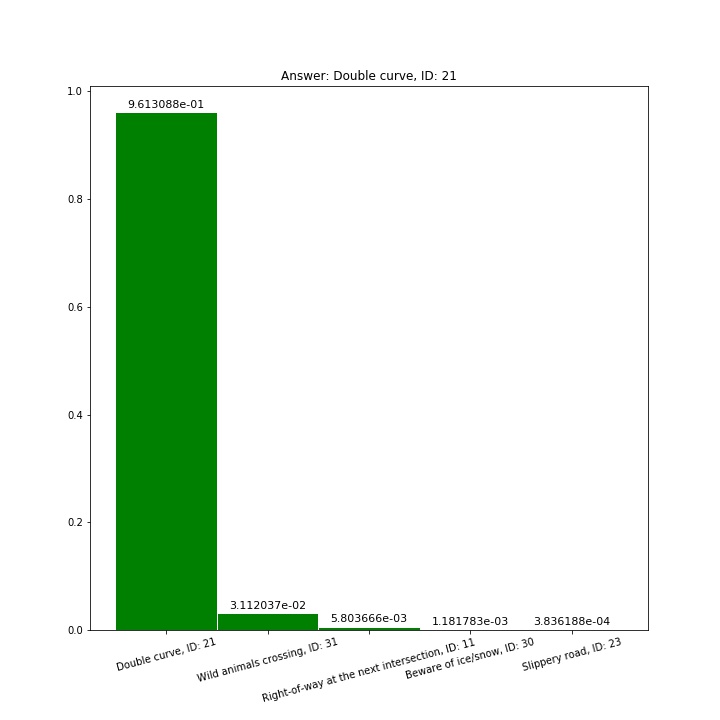 Answer: Double curve, ID: 21
1.0
0.8
0.6
0.4
0.2
0.0
9.613088e-01
3.112037e-02
5.803666e-03
1.181783e-03
3.836188e-04
Double curve, ID: 21
Wild animals crossing, ID: 31
Right-of-way at the next intersection, ID: 11
Beware of ice/snow, ID: 30
Slippery road, ID: 23